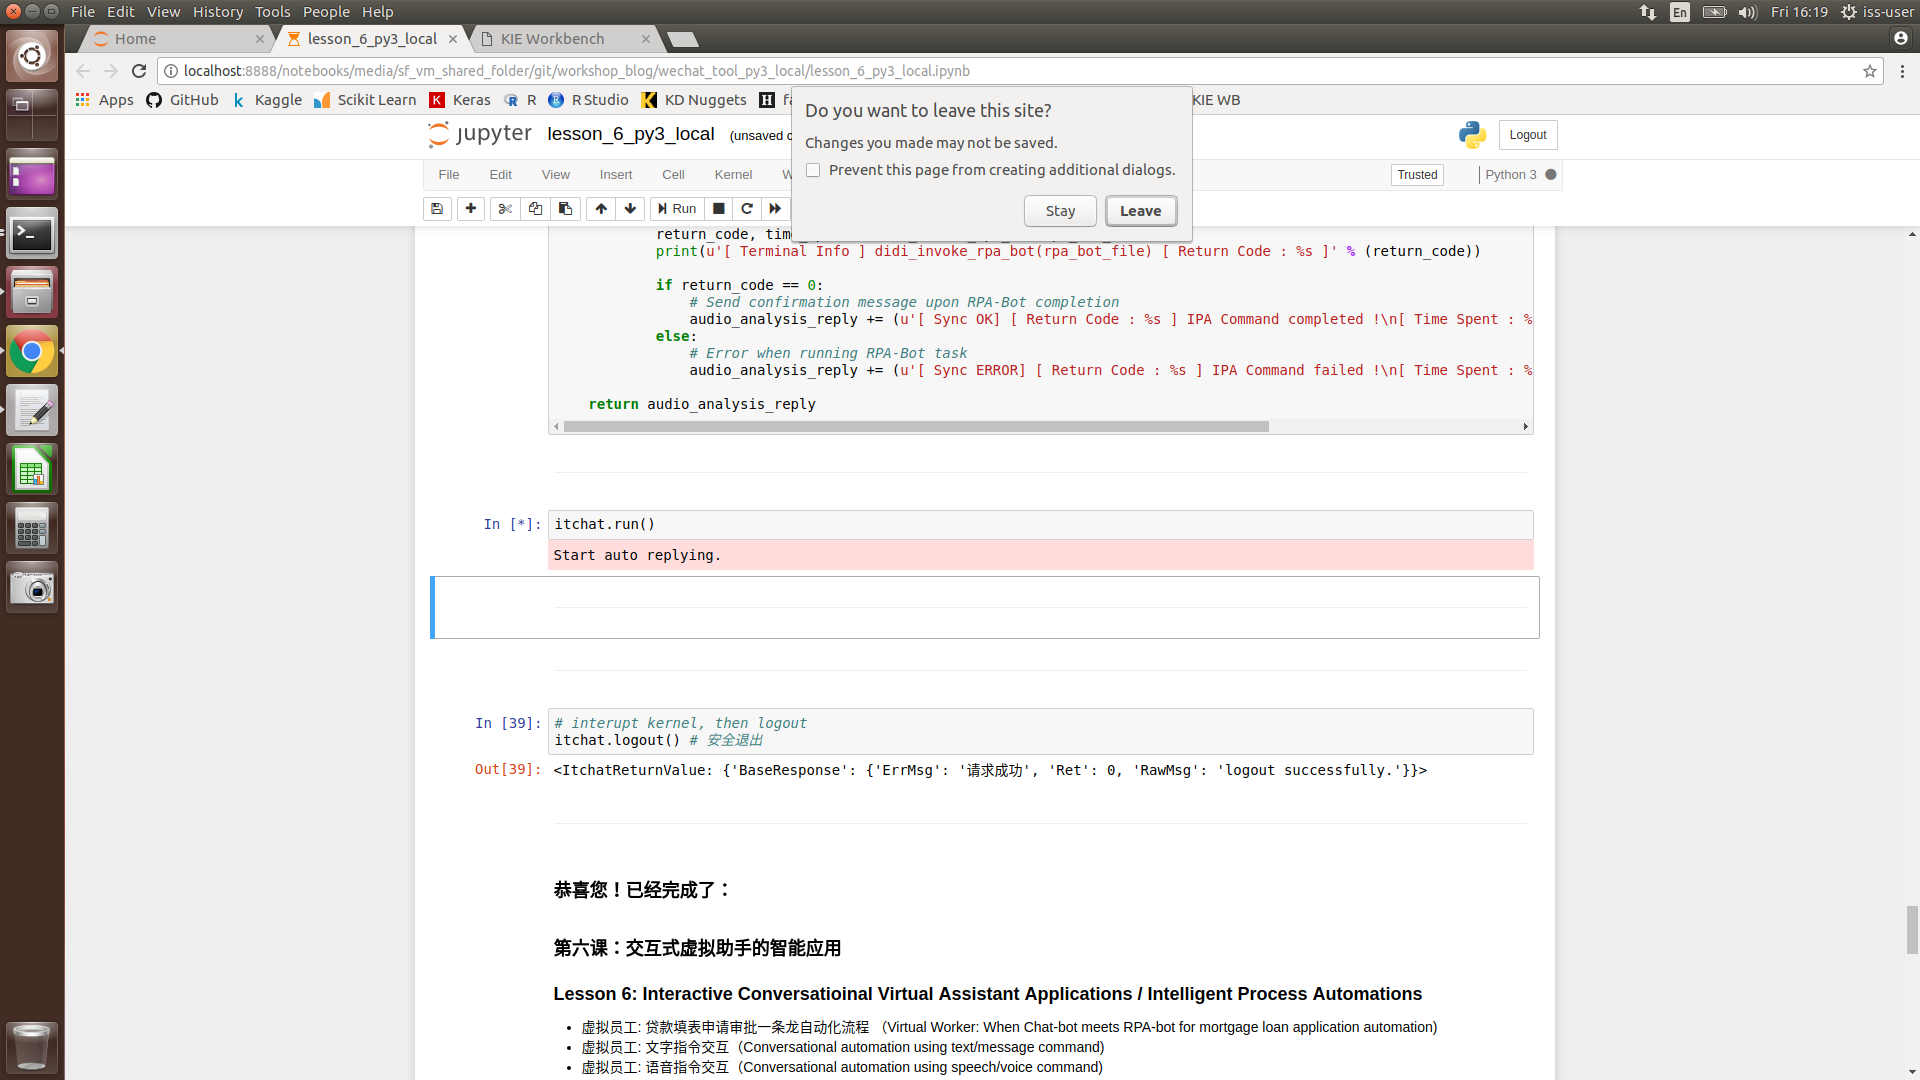 File Edit View History Tools People Help
En
Fri 16:19
iss-user
Home
lesson_6_py3_local
KIE Workbench
localhost:8888/notebooks/media/sf_vm_shared_folder/git/workshop_blog/wechat_tool_py3_local/lesson_6_py3_local.ipynb
Apps GitHub Kaggle Scikit Learn Keras R RStudio KD Nuggets
KIE WB
Do you want to leave this site?
Changes you made may not be saved.
Prevent this page from creating additional dialogs.
Stay Leave
jupyter lesson_6_py3_local (unsaved
Logout
File Edit View Insert Cell Kernel
Trusted Python 3
Run
return_code,
print(u'[ Terminal Info ] didi_invoke_rpa_bot(rpa_bot_file) [ Return Code : %s ]' % (return_code))
if return_code == 0:
# Send confirmation message upon RPA-Bot completion
audio_analysis_reply += (u'[ Sync OK] [ Return Code : %s ] IPA Command completed !\n[ Time Spent : %
else:
# Error when running RPA-Bot task
audio_analysis_reply += (u'[ Sync ERROR] [ Return Code : %s ] IPA Command failed !\n[ Time Spent : %
return audio_analysis_reply
In [*]: itchat.run()
Start auto replying.
In [39]: # interupt kernel, then logout
itchat.logout() # 安全退出
Out[39]: <ItchatReturnValue: {'BaseResponse': {'ErrMsg': '请求成功', 'Ret': 0, 'RawMsg': 'logout successfully.'}}>
恭喜您！已经完成了：
第六课：交互式虚拟助手的智能应用
Lesson 6: Interactive Conversatioinal Virtual Assistant Applications / Intelligent Process Automations
• 虚拟员工: 贷款填表申请审批一条龙自动化流程 （Virtual Worker: When Chat-bot meets RPA-bot for mortgage loan application automation)
• 虚拟员工: 文字指令交互（Conversational automation using text/message command)
• 虚拟员工: 语音指令交互（Conversational automation using speech/voice command)